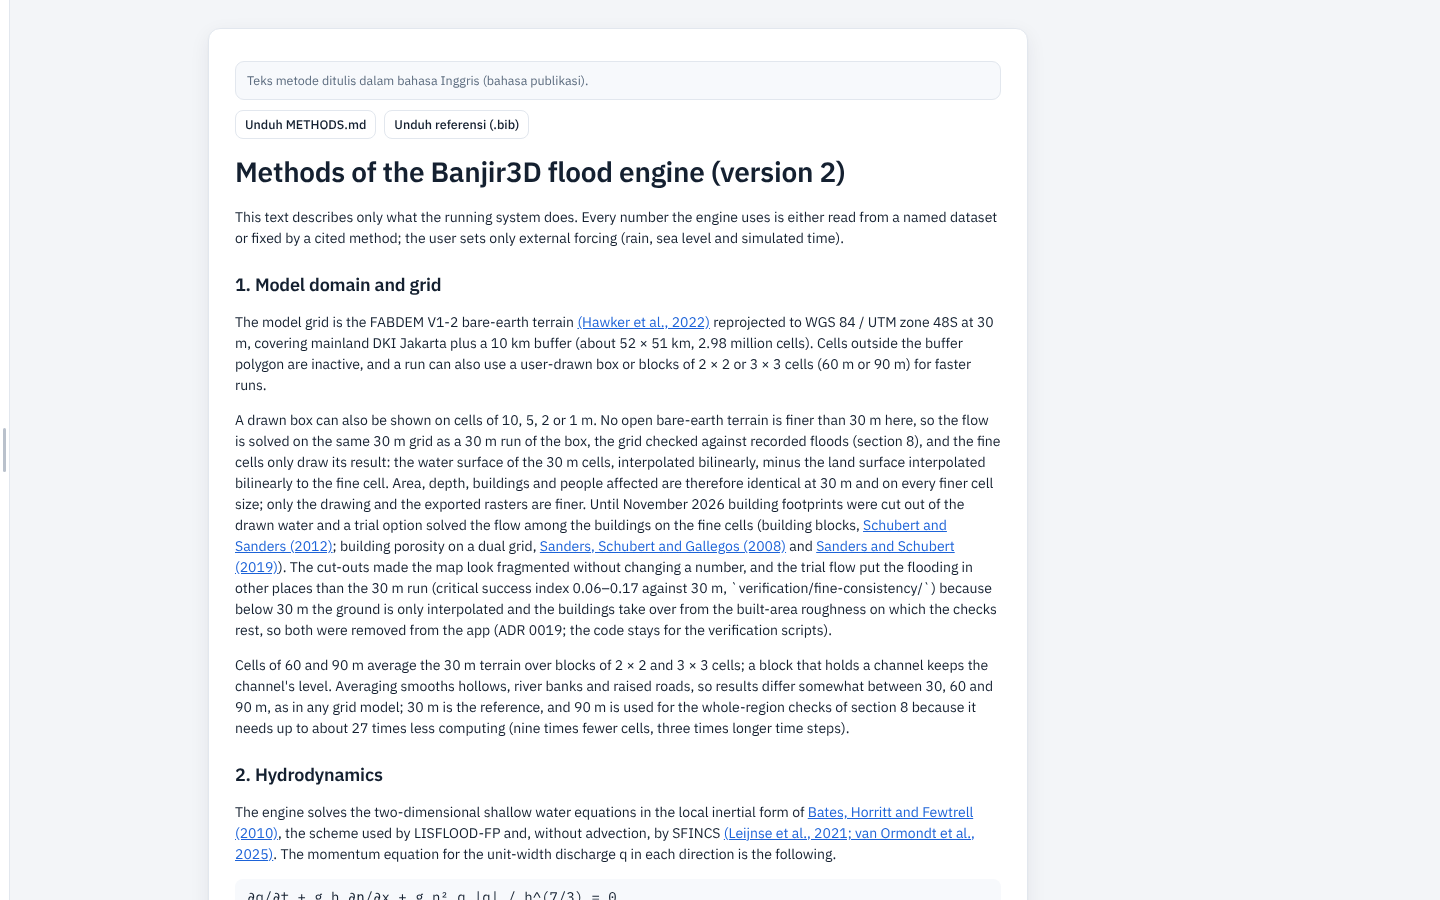 Teks metode ditulis dalam bahasa Inggris (bahasa publikasi).
Unduh METHODS.md
Unduh referensi (.bib)
Methods of the Banjir3D flood engine (version 2)
This text describes only what the running system does. Every number the engine uses is either read from a named dataset
or fixed by a cited method; the user sets only external forcing (rain, sea level and simulated time).
1. Model domain and grid
The model grid is the FABDEM V1-2 bare-earth terrain (Hawker et al., 2022) reprojected to WGS 84 / UTM zone 48S at 30
m, covering mainland DKI Jakarta plus a 10 km buffer (about 52 × 51 km, 2.98 million cells). Cells outside the buffer
polygon are inactive, and a run can also use a user-drawn box or blocks of 2 × 2 or 3 × 3 cells (60 m or 90 m) for faster
runs.
A drawn box can also be shown on cells of 10, 5, 2 or 1 m. No open bare-earth terrain is finer than 30 m here, so the flow
is solved on the same 30 m grid as a 30 m run of the box, the grid checked against recorded floods (section 8), and the fine
cells only draw its result: the water surface of the 30 m cells, interpolated bilinearly, minus the land surface interpolated
bilinearly to the fine cell. Area, depth, buildings and people affected are therefore identical at 30 m and on every finer cell
size; only the drawing and the exported rasters are finer. Until November 2026 building footprints were cut out of the
drawn water and a trial option solved the flow among the buildings on the fine cells (building blocks, Schubert and
Sanders (2012); building porosity on a dual grid, Sanders, Schubert and Gallegos (2008) and Sanders and Schubert
(2019)). The cut-outs made the map look fragmented without changing a number, and the trial flow put the flooding in
other places than the 30 m run (critical success index 0.06–0.17 against 30 m, `verification/fine-consistency/`) because
below 30 m the ground is only interpolated and the buildings take over from the built-area roughness on which the checks
rest, so both were removed from the app (ADR 0019; the code stays for the verification scripts).
Cells of 60 and 90 m average the 30 m terrain over blocks of 2 × 2 and 3 × 3 cells; a block that holds a channel keeps the
channel's level. Averaging smooths hollows, river banks and raised roads, so results differ somewhat between 30, 60 and
90 m, as in any grid model; 30 m is the reference, and 90 m is used for the whole-region checks of section 8 because it
needs up to about 27 times less computing (nine times fewer cells, three times longer time steps).
2. Hydrodynamics
The engine solves the two-dimensional shallow water equations in the local inertial form of Bates, Horritt and Fewtrell
(2010), the scheme used by LISFLOOD-FP and, without advection, by SFINCS (Leijnse et al., 2021; van Ormondt et al.,
2025). The momentum equation for the unit-width discharge q in each direction is the following.
∂q/∂t + g h ∂η/∂x + g n² q |q| / h^(7/3) = 0